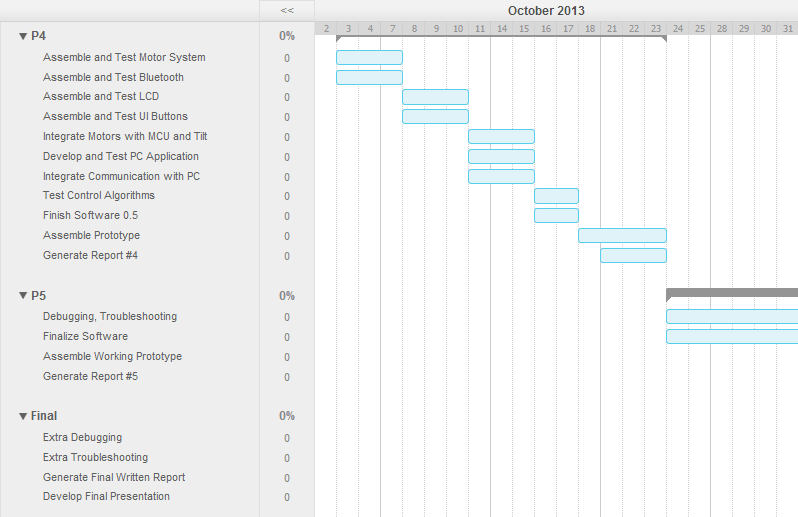 << October 2013
2 3 4 7 8 9 10 11 14 15 16 17 18 21 22 23 24 25 28 29 30 31
P4 0%
Assemble and Test Motor System 0
Assemble and Test Bluetooth 0
Assemble and Test LCD 0
Assemble and Test UI Buttons 0
Integrate Motors with MCU and Tilt 0
Develop and Test PC Application 0
Integrate Communication with PC 0
Test Control Algorithms 0
Finish Software 0.5 0
Assemble Prototype 0
Generate Report #4 0
P5 0%
Debugging, Troubleshooting 0
Finalize Software 0
Assemble Working Prototype 0
Generate Report #5 0
Final 0%
Extra Debugging 0
Extra Troubleshooting 0
Generate Final Written Report 0
Develop Final Presentation 0